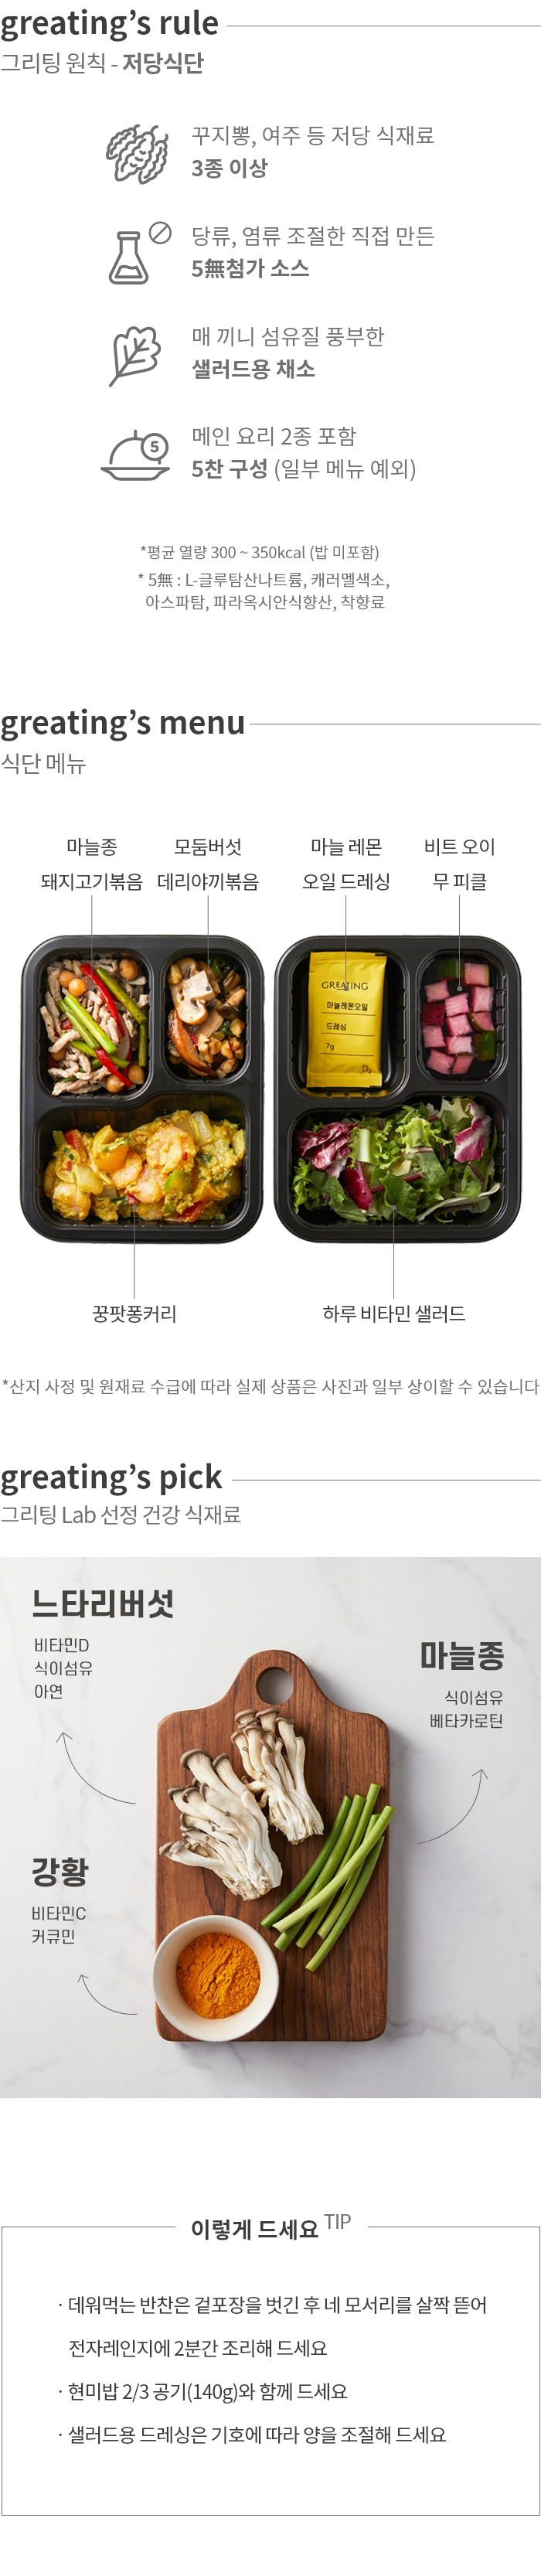 greating’s rule
그리팅 원칙 - 저당식단
꾸지뽕, 여주 등 저당 식재료
3종 이상
당류, 염류 조절한 직접 만든
5無첨가 소스
매 끼니 섬유질 풍부한
샐러드용 채소
5
메인 요리 2종 포함
5찬 구성 (일부 메뉴 예외)
*평균 열량 300 ~ 350kcal (밥 미포함)
* 5無 : L-글루탐산나트륨, 캐러멜색소,
아스파탐, 파라옥시안식향산, 착향료
greating’s menu
식단 메뉴
마늘종
돼지고기볶음
모둠버섯
데리야끼볶음
마늘 레몬
오일 드레싱
비트 오이
무 피클
GREATING
마늘레몬오일
드레싱
7g
꿍팟퐁커리
하루 비타민 샐러드
*산지 사정 및 원재료 수급에 따라 실제 상품은 사진과 일부 상이할 수 있습니다
greating’s pick
그리팅 Lab 선정 건강 식재료
느타리버섯
비타민D
식이섬유
아연
마늘종
식이섬유
베타카로틴
강황
비타민C
커큐민
이렇게 드세요 TIP
· 데워먹는 반찬은 겉포장을 벗긴 후 네 모서리를 살짝 뜯어
전자레인지에 2분간 조리해 드세요
· 현미밥 2/3 공기(140g)와 함께 드세요
· 샐러드용 드레싱은 기호에 따라 양을 조절해 드세요